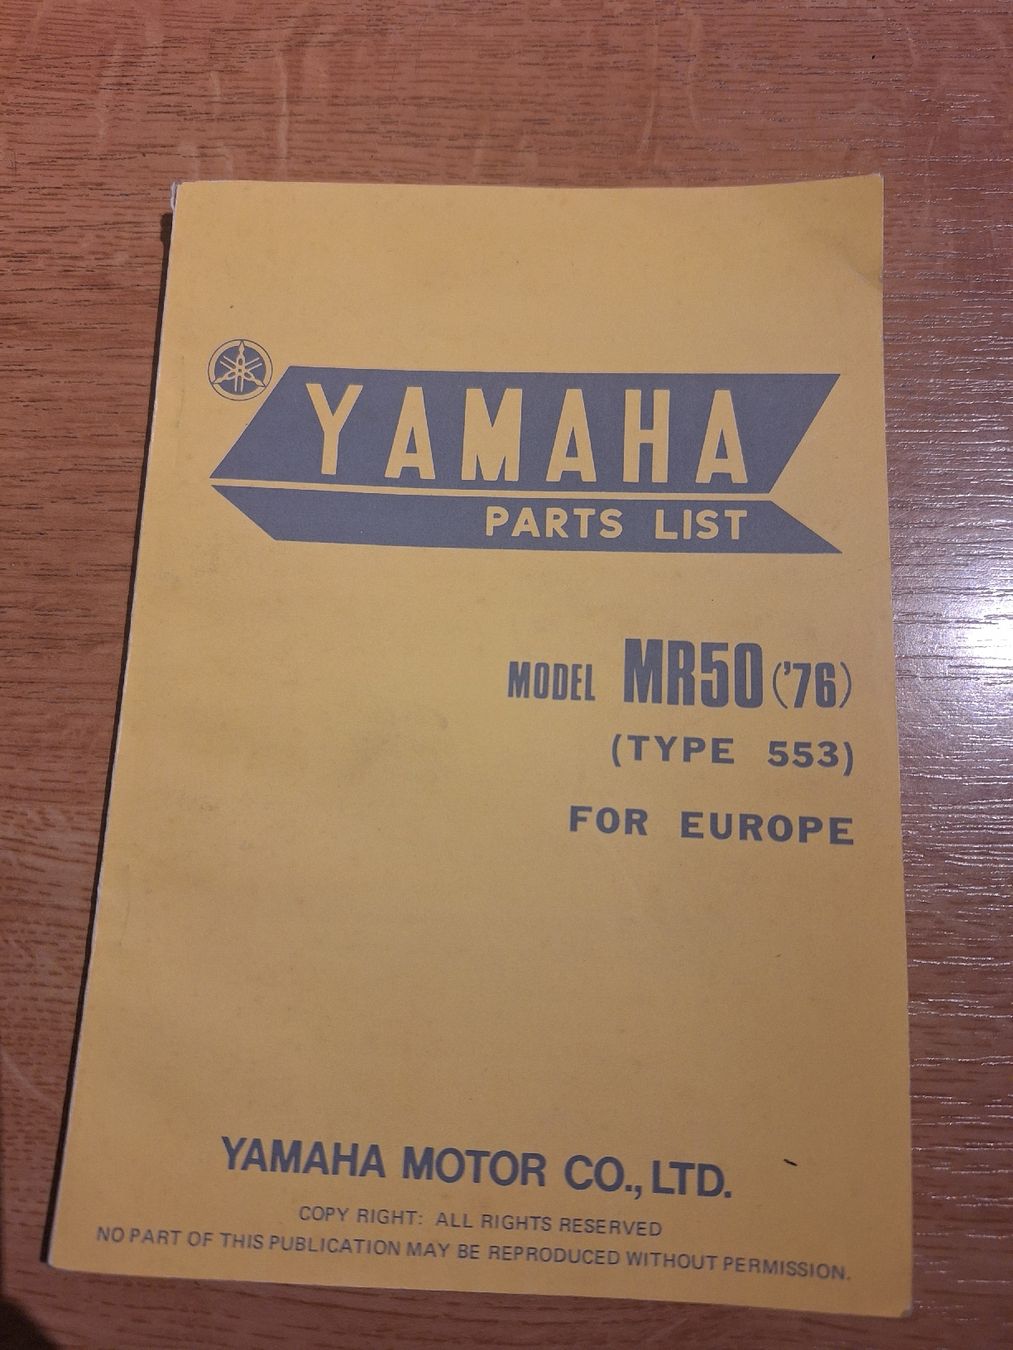 YAMAHA
PARTS LIST
MODEL MR50 ('76)
(TYPE 553)
FOR EUROPE
YAMAHA MOTOR CO., LTD.
COPY RIGHT: ALL RIGHTS RESERVED
NO PART OF THIS PUBLICATION MAY BE REPRODUCED WITHOUT PERMISSION.